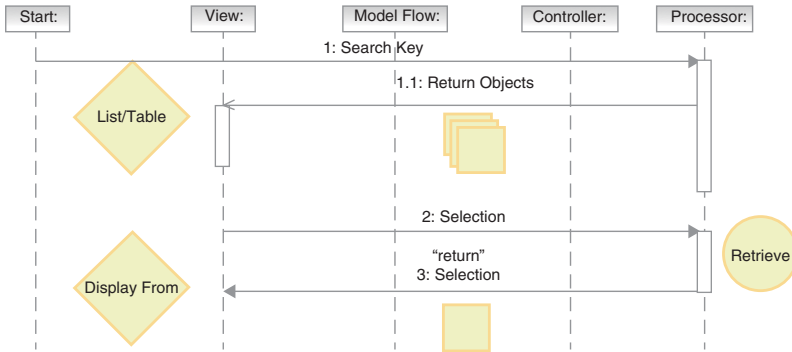 Start: View: Model Flow: Controller: Processor:
1: Search Key
1.1: Return Objects
List/Table
2: Selection
"return"
Retrieve
3: Selection
Display From